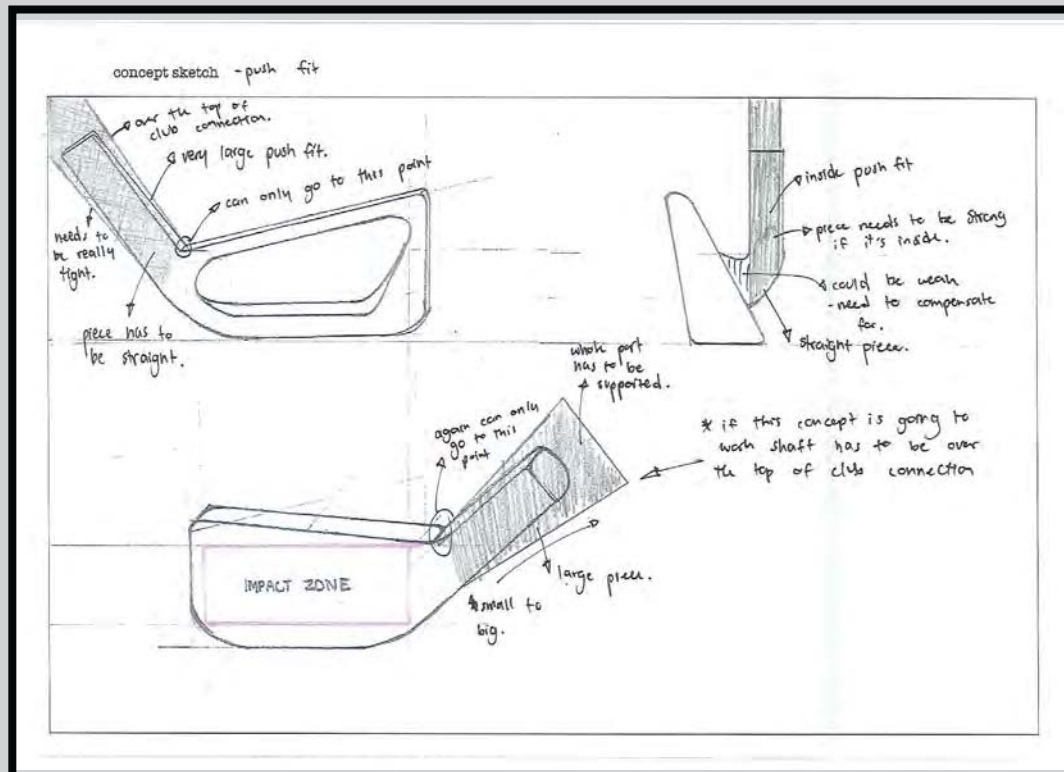 concept sketch - push fit
over the top of
club connection.
very large push fit.
can only go to this point
needs to
be really
tight.
piece has to
be straight.
inside push fit
piece needs to be strong
if it's inside.
could be weak
- need to compensate
for.
straight piece.
whole part
has to be
supported.
again can only
go to this
point
* if this concept is going to
work shaft has to be over
the top of club connection
large piece.
small to
big.
IMPACT ZONE